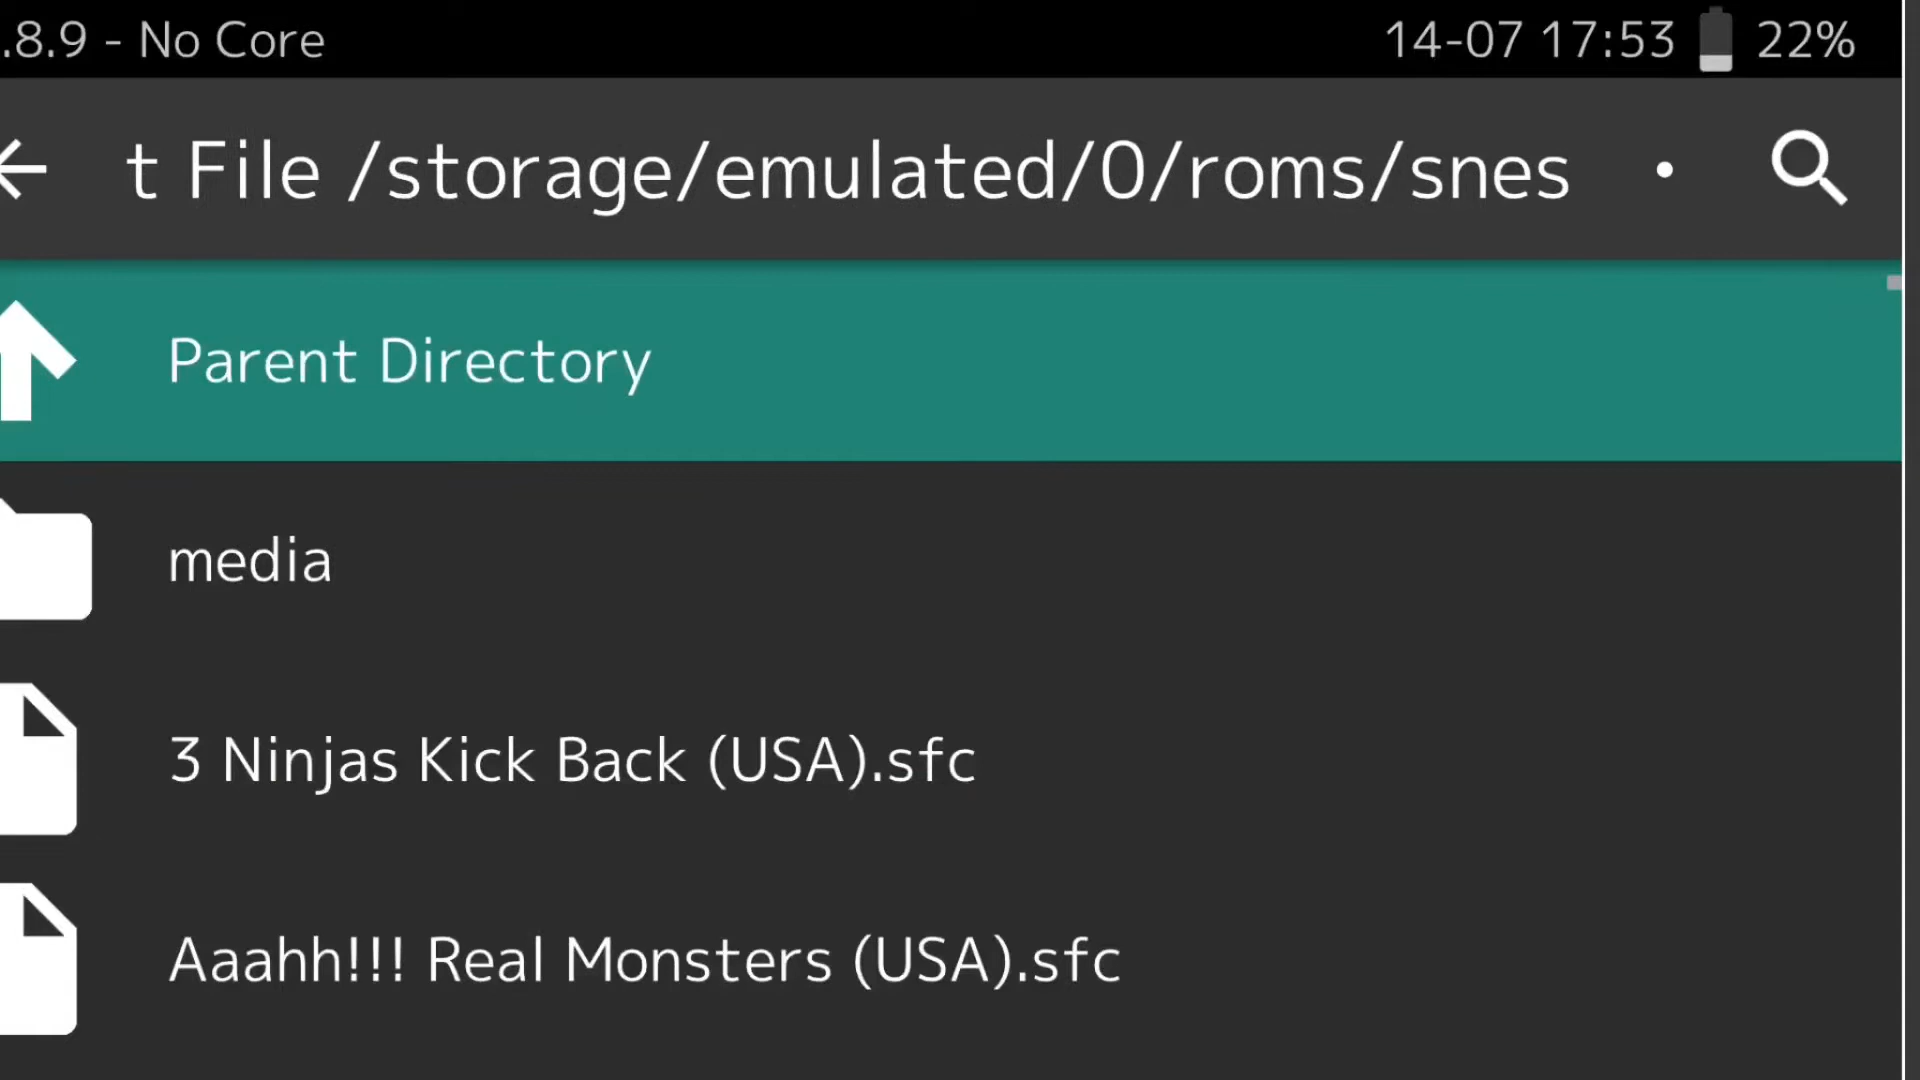 .8.9 - No Core 14-07 17:53 22%
t File /storage/emulated/0/roms/snes •
Parent Directory
media
3 Ninjas Kick Back (USA).sfc
Aaahh!!! Real Monsters (USA).sfc